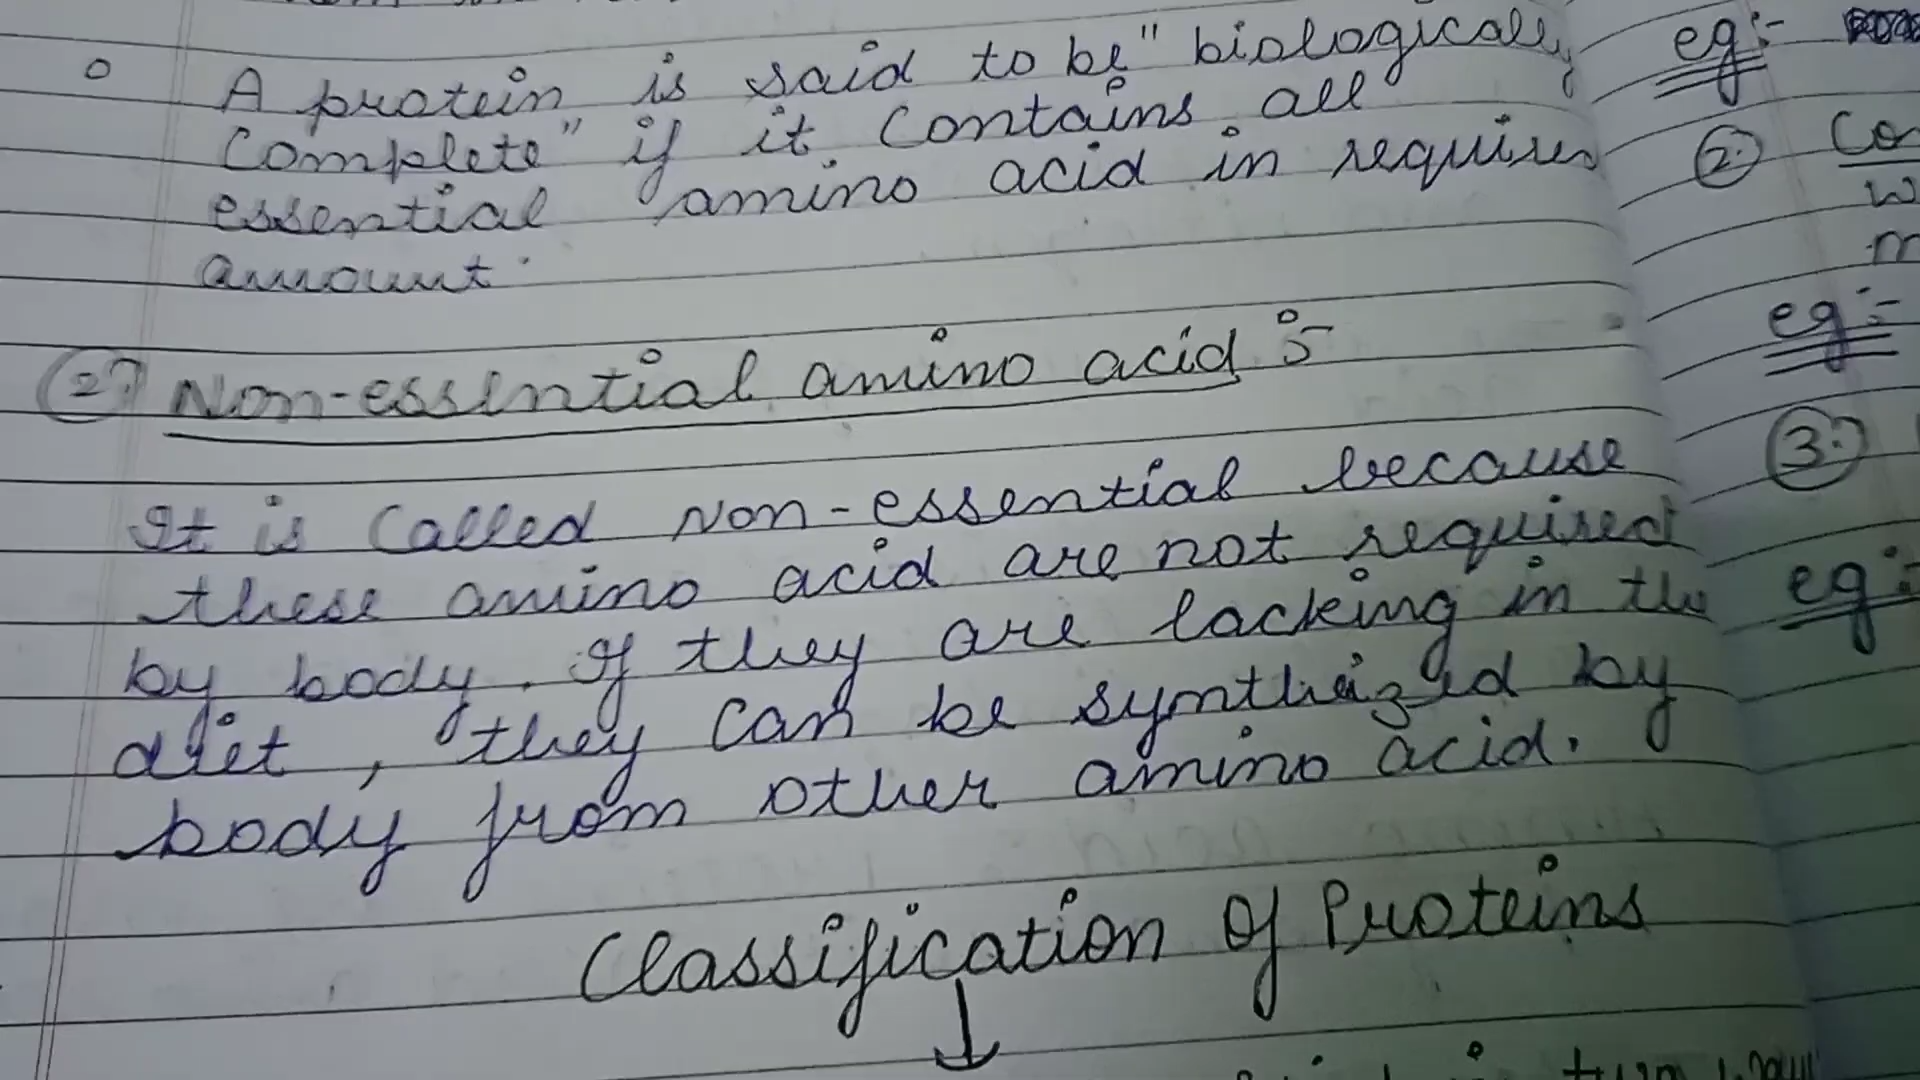 o A protein is said to be "biologically
Complete" if it contains all
essential amino acid in requires
amount.
(2) Non-essential amino acid :-
It is Called Non-essential because
these amino acid are not required
by body. If they are lacking in the
diet, they can be syntheized by
body from other amino acid.
Classification Of Proteins
eg:-
(2.) Co
w
m
eg:-
(3.)
eg:-